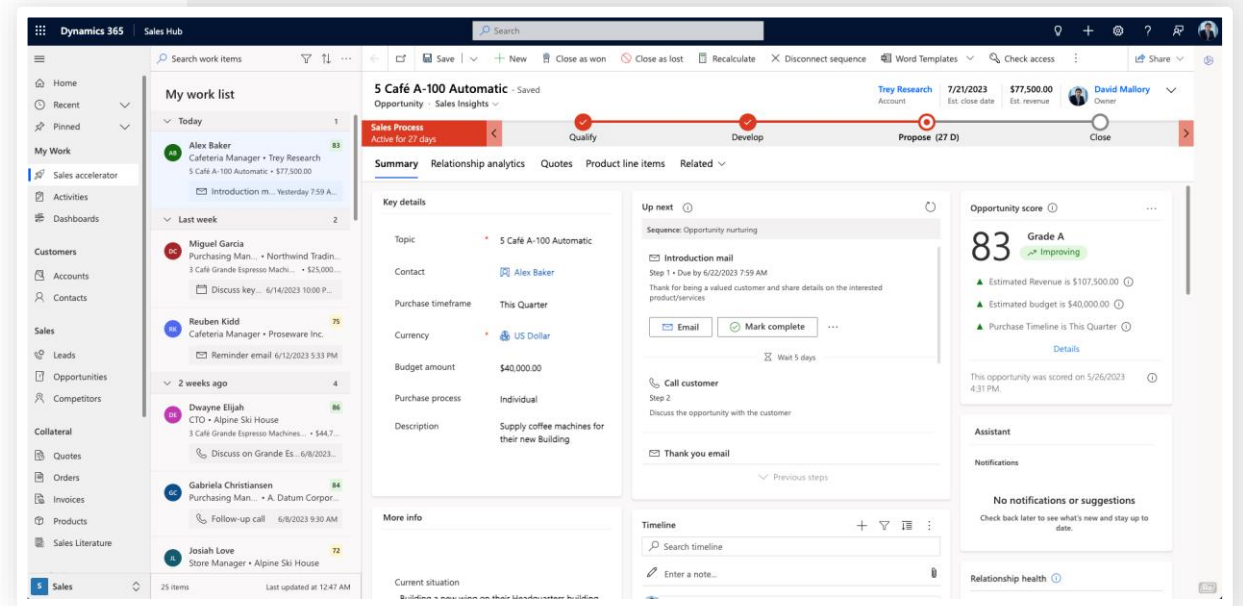 Dynamics 365 Sales Hub
Search
Home
Recent
Pinned
My Work
Sales accelerator
Activities
Dashboards
Customers
Accounts
Contacts
Sales
Leads
Opportunities
Competitors
Collateral
Quotes
Orders
Invoices
Products
Sales Literature
S Sales
Search work items
My work list
Today 1
AB Alex Baker 83
Cafeteria Manager • Trey Research
5 Café A-100 Automatic • $77,500.00
Introduction m... Yesterday 7:59 A...
Last week 2
DC Miguel Garcia
Purchasing Man... • Northwind Tradin...
3 Café Grande Espresso Machi... • $25,000...
Discuss key... 6/14/2023 10:00 P...
RK Reuben Kidd 75
Cafeteria Manager • Proseware Inc.
Reminder email 6/12/2023 5:33 PM
2 weeks ago 4
DE Dwayne Elijah 86
CTO • Alpine Ski House
3 Café Grande Espresso Machines... • $44,7...
Discuss on Grande Es... 6/8/2023...
GC Gabriela Christiansen 84
Purchasing Man... • A. Datum Corpor...
Follow-up call 6/8/2023 9:30 AM
JL Josiah Love 72
Store Manager • Alpine Ski House
25 items Last updated at 12:47 AM
Save New Close as won Close as lost Recalculate Disconnect sequence Word Templates Check access Share
5 Café A-100 Automatic - Saved
Opportunity · Sales Insights
Trey Research
Account
7/21/2023
Est. close date
$77,500.00
Est. revenue
David Mallory
Owner
Sales Process
Active for 27 days
Qualify
Develop
Propose (27 D)
Close
Summary Relationship analytics Quotes Product line items Related
Key details
Topic * 5 Café A-100 Automatic
Contact Alex Baker
Purchase timeframe This Quarter
Currency * US Dollar
Budget amount $40,000.00
Purchase process Individual
Description Supply coffee machines for
their new Building
More info
Current situation
Building a new wing on their Headquarters building
Up next
Sequence: Opportunity nurturing
Introduction mail
Step 1 • Due by 6/22/2023 7:59 AM
Thank for being a valued customer and share details on the interested
product/services
Email Mark complete ...
Wait 5 days
Call customer
Step 2
Discuss the opportunity with the customer
Thank you email
Previous steps
Timeline
Search timeline
Enter a note...
Opportunity score
83 Grade A
Improving
Estimated Revenue is $107,500.00
Estimated budget is $40,000.00
Purchase Timeline is This Quarter
Details
This opportunity was scored on 5/26/2023
4:31 PM.
Assistant
Notifications
No notifications or suggestions
Check back later to see what's new and stay up to
date.
Relationship health